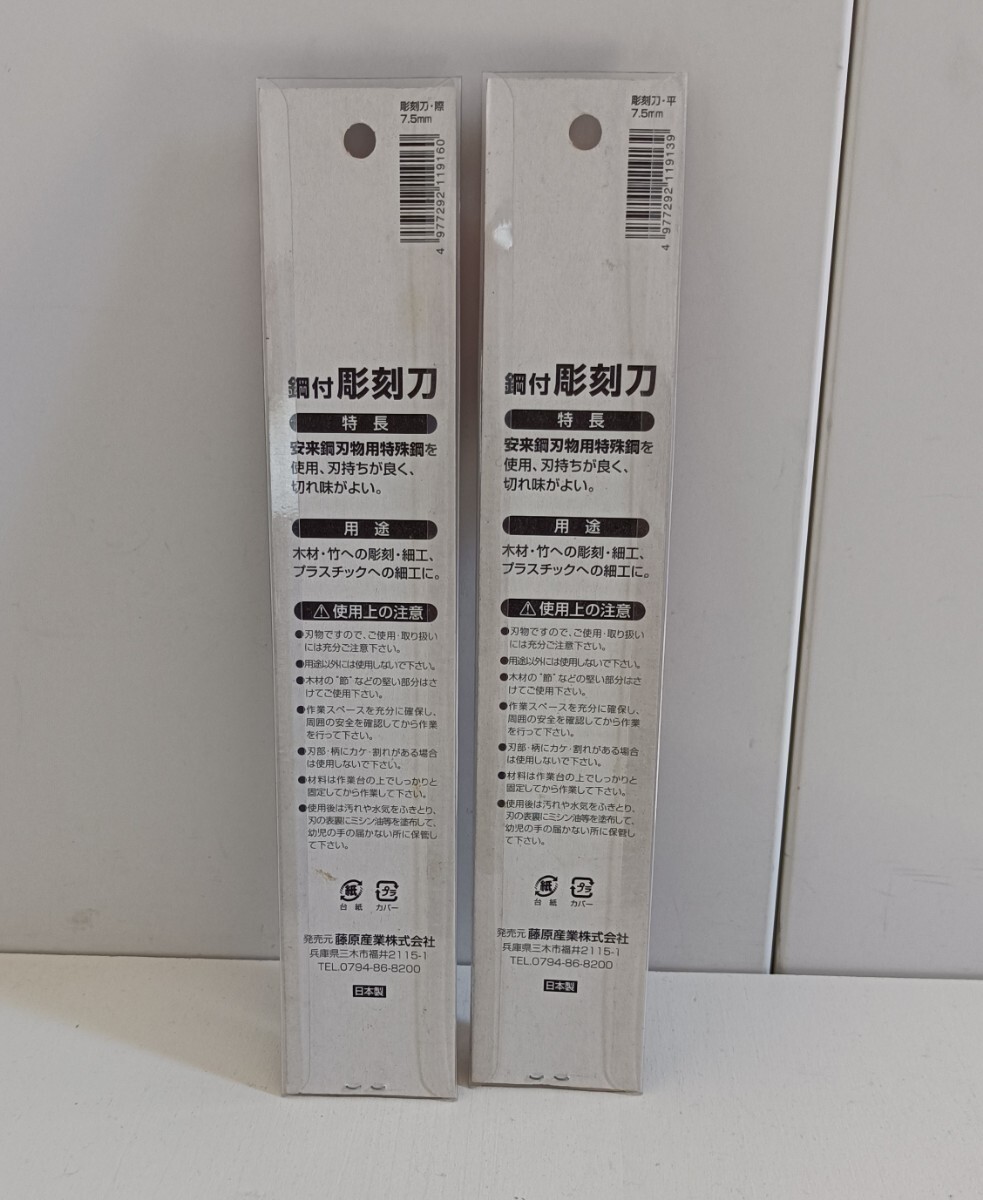 彫刻刀・際
7.5mm
4 977292 119160
鋼付彫刻刀
特長
安来鋼刃物用特殊鋼を
使用、刃持ちが良く、
切れ味がよい。
用途
木材・竹への彫刻・細工、
プラスチックへの細工に。
⚠使用上の注意
●刃物ですので、ご使用・取り扱い
には充分ご注意下さい。
●用途以外には使用しないで下さい。
●木材の"節"などの堅い部分はさ
けてご使用下さい。
●作業スペースを充分に確保し、
周囲の安全を確認してから作業
を行って下さい。
●刃部・柄にカケ・割れがある場合
は使用しないで下さい。
●材料は作業台の上でしっかりと
固定してから作業して下さい。
●使用後は汚れや水気をふきとり、
刃の表裏にミシン油等を塗布して、
幼児の手の届かない所に保管し
て下さい。
紙 プラ
台紙 カバー
発売元 藤原産業株式会社
兵庫県三木市福井2115-1
TEL.0794-86-8200
日本製
彫刻刀・平
7.5mm
4 977292 119139
鋼付彫刻刀
特長
安来鋼刃物用特殊鋼を
使用、刃持ちが良く、
切れ味がよい。
用途
木材・竹への彫刻・細工、
プラスチックへの細工に。
⚠使用上の注意
●刃物ですので、ご使用・取り扱い
には充分ご注意下さい。
●用途以外には使用しないで下さい。
●木材の"節"などの堅い部分はさ
けてご使用下さい。
●作業スペースを充分に確保し、
周囲の安全を確認してから作業
を行って下さい。
●刃部・柄にカケ・割れがある場合
は使用しないで下さい。
●材料は作業台の上でしっかりと
固定してから作業して下さい。
●使用後は汚れや水気をふきとり、
刃の表裏にミシン油等を塗布して、
幼児の手の届かない所に保管し
て下さい。
紙 プラ
台紙 カバー
発売元 藤原産業株式会社
兵庫県三木市福井2115-1
TEL.0794-86-8200
日本製